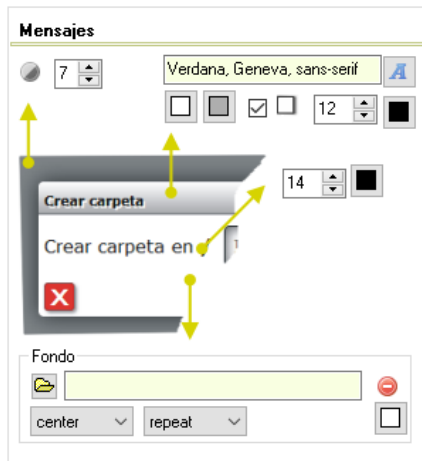 Mensajes
7
Verdana, Geneva, sans-serif
A
12
14
Crear carpeta
Crear carpeta en /
Fondo
center
repeat